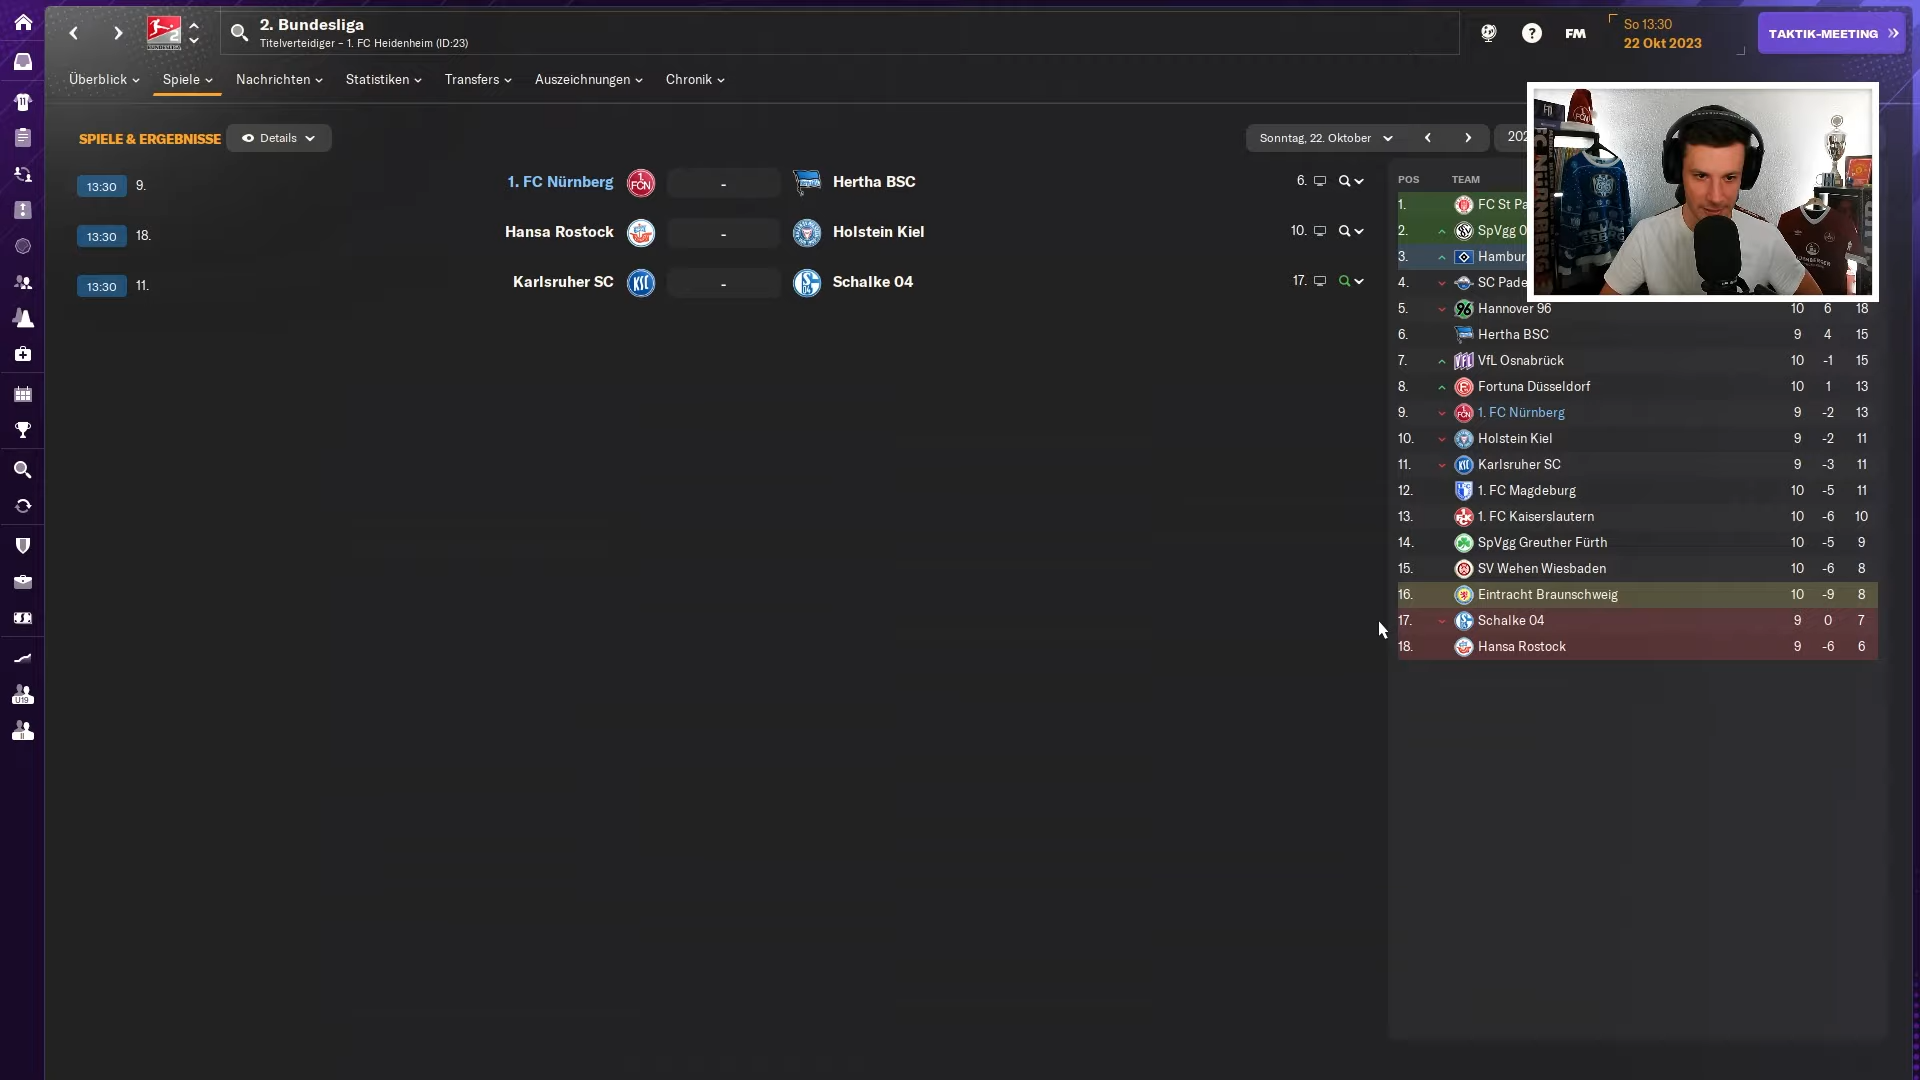 2. Bundesliga
Titelverteidiger - 1. FC Heidenheim (ID:23)
FM
So 13:30
22 Okt 2023
TAKTIK-MEETING
Überblick
Spiele
Nachrichten
Statistiken
Transfers
Auszeichnungen
Chronik
SPIELE & ERGEBNISSE
Details
Sonntag, 22. Oktober
202
13:30 9. 1. FC Nürnberg - Hertha BSC 6.
13:30 18. Hansa Rostock - Holstein Kiel 10.
13:30 11. Karlsruher SC - Schalke 04 17.
POS TEAM
1. FC St Pa
2. SpVgg
3. Hambur
4. SC Pade
5. Hannover 96 10 6 18
6. Hertha BSC 9 4 15
7. VfL Osnabrück 10 -1 15
8. Fortuna Düsseldorf 10 1 13
9. 1. FC Nürnberg 9 -2 13
10. Holstein Kiel 9 -2 11
11. Karlsruher SC 9 -3 11
12. 1. FC Magdeburg 10 -5 11
13. 1. FC Kaiserslautern 10 -6 10
14. SpVgg Greuther Fürth 10 -5 9
15. SV Wehen Wiesbaden 10 -6 8
16. Eintracht Braunschweig 10 -9 8
17. Schalke 04 9 0 7
18. Hansa Rostock 9 -6 6
U19
II